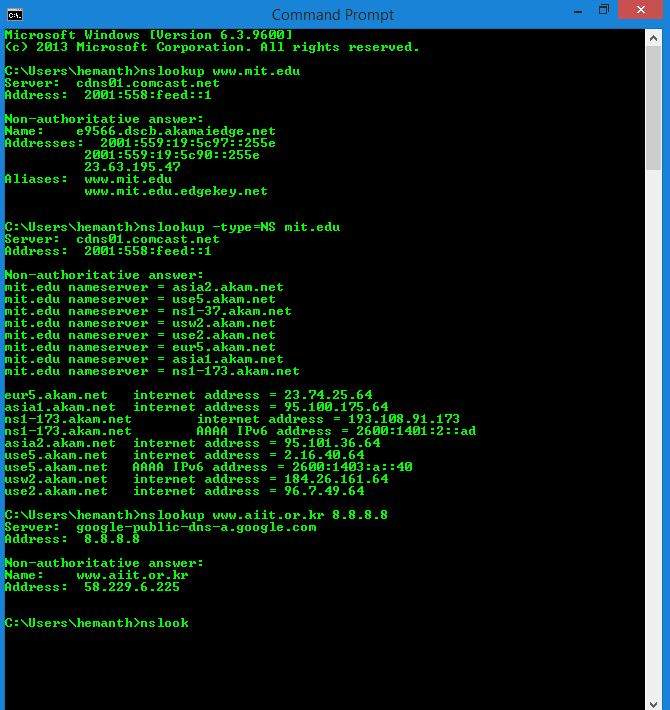 Command Prompt
Microsoft Windows [Version 6.3.9600]
(c) 2013 Microsoft Corporation. All rights reserved.
C:\Users\hemanth>nslookup www.mit.edu
Server:  cdns01.comcast.net
Address:  2001:558:feed::1
Non-authoritative answer:
Name:    e9566.dscb.akamaiedge.net
Addresses:  2001:559:19:5c97::255e
2001:559:19:5c90::255e
23.63.195.47
Aliases:  www.mit.edu
www.mit.edu.edgekey.net
C:\Users\hemanth>nslookup -type=NS mit.edu
Server:  cdns01.comcast.net
Address:  2001:558:feed::1
Non-authoritative answer:
mit.edu nameserver = asia2.akam.net
mit.edu nameserver = use5.akam.net
mit.edu nameserver = ns1-37.akam.net
mit.edu nameserver = usw2.akam.net
mit.edu nameserver = use2.akam.net
mit.edu nameserver = eur5.akam.net
mit.edu nameserver = asia1.akam.net
mit.edu nameserver = ns1-173.akam.net
eur5.akam.net   internet address = 23.74.25.64
asia1.akam.net  internet address = 95.100.175.64
ns1-173.akam.net        internet address = 193.108.91.173
ns1-173.akam.net        AAAA IPv6 address = 2600:1401:2::ad
asia2.akam.net  internet address = 95.101.36.64
use5.akam.net   internet address = 2.16.40.64
use5.akam.net   AAAA IPv6 address = 2600:1403:a::40
usw2.akam.net   internet address = 184.26.161.64
use2.akam.net   internet address = 96.7.49.64
C:\Users\hemanth>nslookup www.aiit.or.kr 8.8.8.8
Server:  google-public-dns-a.google.com
Address:  8.8.8.8
Non-authoritative answer:
Name:    www.aiit.or.kr
Address:  58.229.6.225
C:\Users\hemanth>nslook